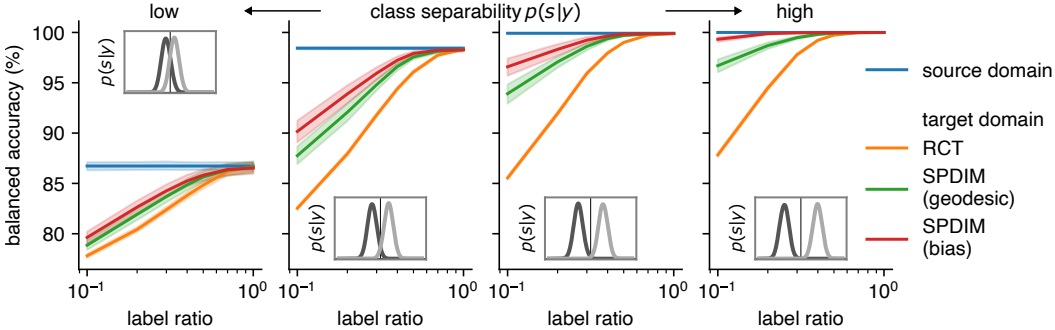 low
class separability p(s|y)
high
balanced accuracy (%)
100
95
90
85
80
p(s|y)
p(s|y)
p(s|y)
p(s|y)
10⁻¹
10⁰
10⁻¹
10⁰
10⁻¹
10⁰
10⁻¹
10⁰
label ratio
label ratio
label ratio
label ratio
source domain
target domain
RCT
SPDIM
(geodesic)
SPDIM
(bias)